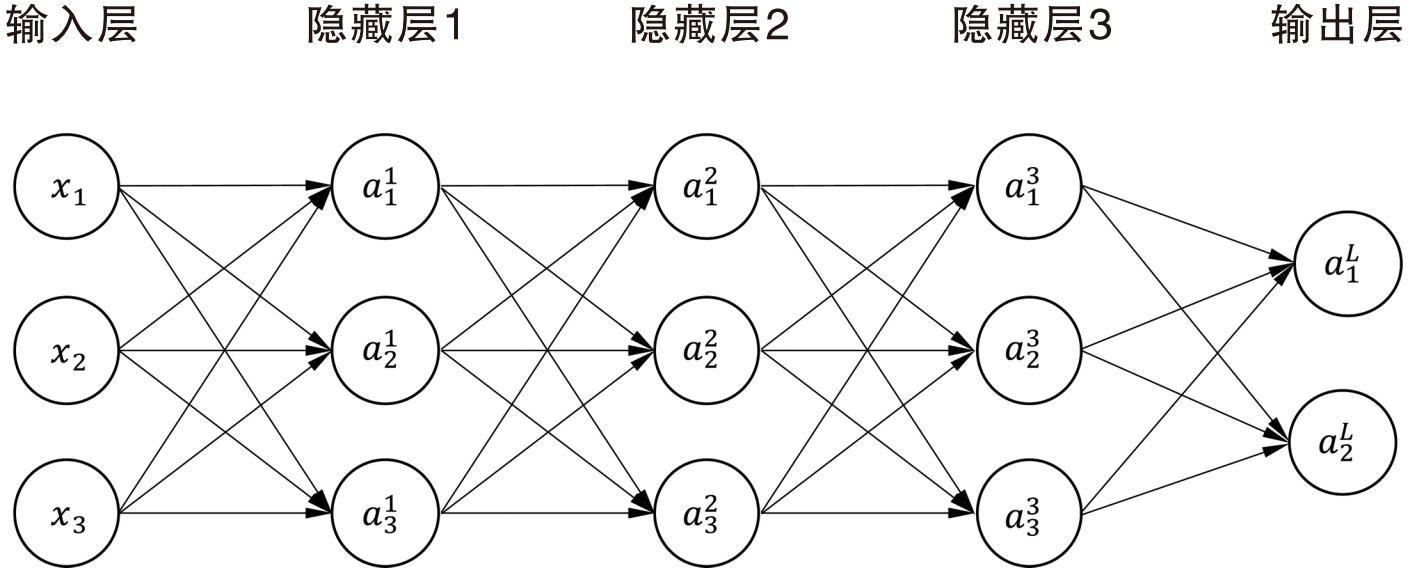 输入层 隐藏层1 隐藏层2 隐藏层3 输出层
x₁ a₁¹ a₁² a₁³
a₁ᴸ
x₂ a₂¹ a₂² a₂³
a₂ᴸ
x₃ a₃¹ a₃² a₃³